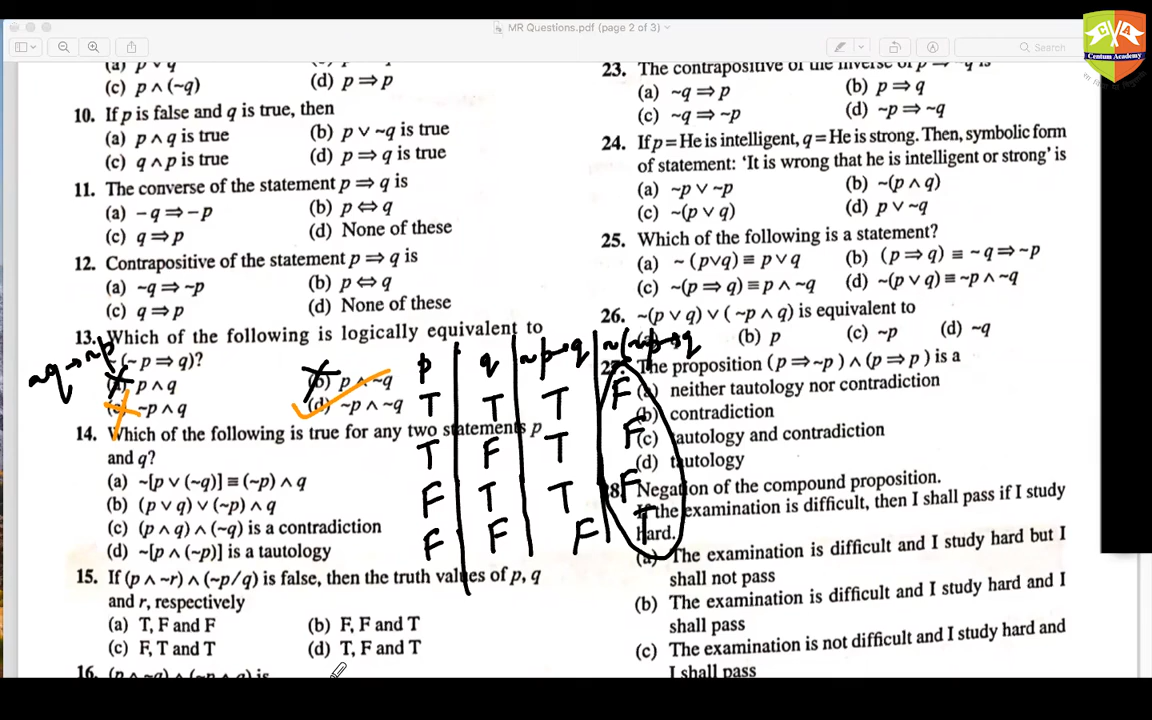 MR Questions.pdf (page 2 of 3)
Search
CA
Centum Academy
(a) p ∨ q
(c) p ∧ (~q)
(d) p ⇒ p
10. If p is false and q is true, then
(a) p ∧ q is true
(b) p ∨ ~q is true
(c) q ∧ p is true
(d) p ⇒ q is true
11. The converse of the statement p ⇒ q is
(a) −q ⇒ −p
(b) p ⇔ q
(c) q ⇒ p
(d) None of these
12. Contrapositive of the statement p ⇒ q is
(a) ~q ⇒ ~p
(b) p ⇔ q
(c) q ⇒ p
(d) None of these
13. Which of the following is logically equivalent to
(~ p ⇒ q)?
~q → ~p
(a) p ∧ q
(b) p ∧ ~q
(c) ~p ∧ q
(d) ~p ∧ ~q
14. Which of the following is true for any two statements p
and q?
(a) ~[p ∨ (~q)] ≡ (~p) ∧ q
(b) (p ∨ q) ∨ (~p) ∧ q
(c) (p ∧ q) ∧ (~q) is a contradiction
(d) ~[p ∧ (~p)] is a tautology
15. If (p ∧ ~r) ∧ (~p/q) is false, then the truth values of p, q
and r, respectively
(a) T, F and F
(b) F, F and T
(c) F, T and T
(d) T, F and T
16. (p ∧ ~q) ∧ (~p ∧ q) is
p q ~p→q ~(~p→q)
T T T F
T F T F
F T T F
F F F T
23. The contrapositive of the inverse of p ⇒ ~q is
(a) ~q ⇒ p
(b) p ⇒ q
(c) ~q ⇒ ~p
(d) ~p ⇒ ~q
24. If p = He is intelligent, q = He is strong. Then, symbolic form
of statement: ‘It is wrong that he is intelligent or strong’ is
(a) ~p ∨ ~p
(b) ~(p ∧ q)
(c) ~(p ∨ q)
(d) p ∨ ~q
25. Which of the following is a statement?
(a) ~ (p∨q) ≡ p ∨ q
(b) (p ⇒ q) ≡ ~q ⇒ ~p
(c) ~(p ⇒ q) ≡ p ∧ ~q
(d) ~(p ∨ q) ≡ ~p ∧ ~q
26. ~(p ∨ q) ∨ (~p ∧ q) is equivalent to
(b) p
(c) ~p
(d) ~q
27. The proposition (p ⇒ ~p) ∧ (p ⇒ p) is a
(a) neither tautology nor contradiction
(b) contradiction
(c) tautology and contradiction
(d) tautology
28. Negation of the compound proposition.
If the examination is difficult, then I shall pass if I study
hard.
(a) The examination is difficult and I study hard but I
shall not pass
(b) The examination is difficult and I study hard and I
shall pass
(c) The examination is not difficult and I study hard and
I shall pass